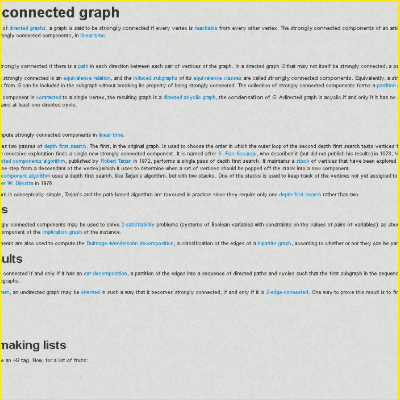 connected graph
of directed graphs, a graph is said to be strongly connected if every vertex is reachable from every other vertex. The strongly connected components of an
strongly connected components, in linear time.
strongly connected if there is a path in each direction between each pair of vertices of the graph. In a directed graph G that may not itself be strongly connected, a
strongly connected is an equivalence relation, and the induced subgraphs of its equivalence classes are called strongly connected components. Equivalently, a
from G can be included in the subgraph without breaking its property of being strongly connected. The collection of strongly connected components forms a partition
component is contracted to a single vertex, the resulting graph is a directed acyclic graph, the condensation of G. A directed graph is acyclic if and only if it has no
contains at least one directed cycle.
compute strongly connected components in linear time.
uses two passes of depth first search. The first, in the original graph, is used to choose the order in which the outer loop of the second depth first search tests vertices
recursive exploration finds a single new strongly connected component. It is named after S. Rao Kosaraju, who described it (but did not publish his results) in 1978;
connected components algorithm, published by Robert Tarjan in 1972, performs a single pass of depth first search. It maintains a stack of vertices that have been explored
one step from a descendant of the vertex) which it used to determine when a set of vertices should be popped off the stack into a new component.
component algorithm uses a depth first search, like Tarjan's algorithm, but with two stacks. One of the stacks is used to keep track of the vertices not yet assigned to
W. Dijkstra in 1976.
is conceptually simple, Tarjan's and the path-based algorithm are favoured in practice since they require only one depth-first search rather than two.
s
strongly connected components may be used to solve 2-satisfiability problems (systems of Boolean variables with constraints on the values of pairs of variables): as
component of the implication graph of the instance.
are also used to compute the Dulmage–Mendelsohn decomposition, a classification of the edges of a bipartite graph, according to whether or not they can be
ults
connected if and only if it has an ear decomposition, a partition of the edges into a sequence of directed paths and cycles such that the first subgraph in the
subgraphs.
an undirected graph may be oriented in such a way that it becomes strongly connected, if and only if it is 2-edge-connected. One way to prove this result is to
making lists
an H2 tag. Now, for a list of fruits: